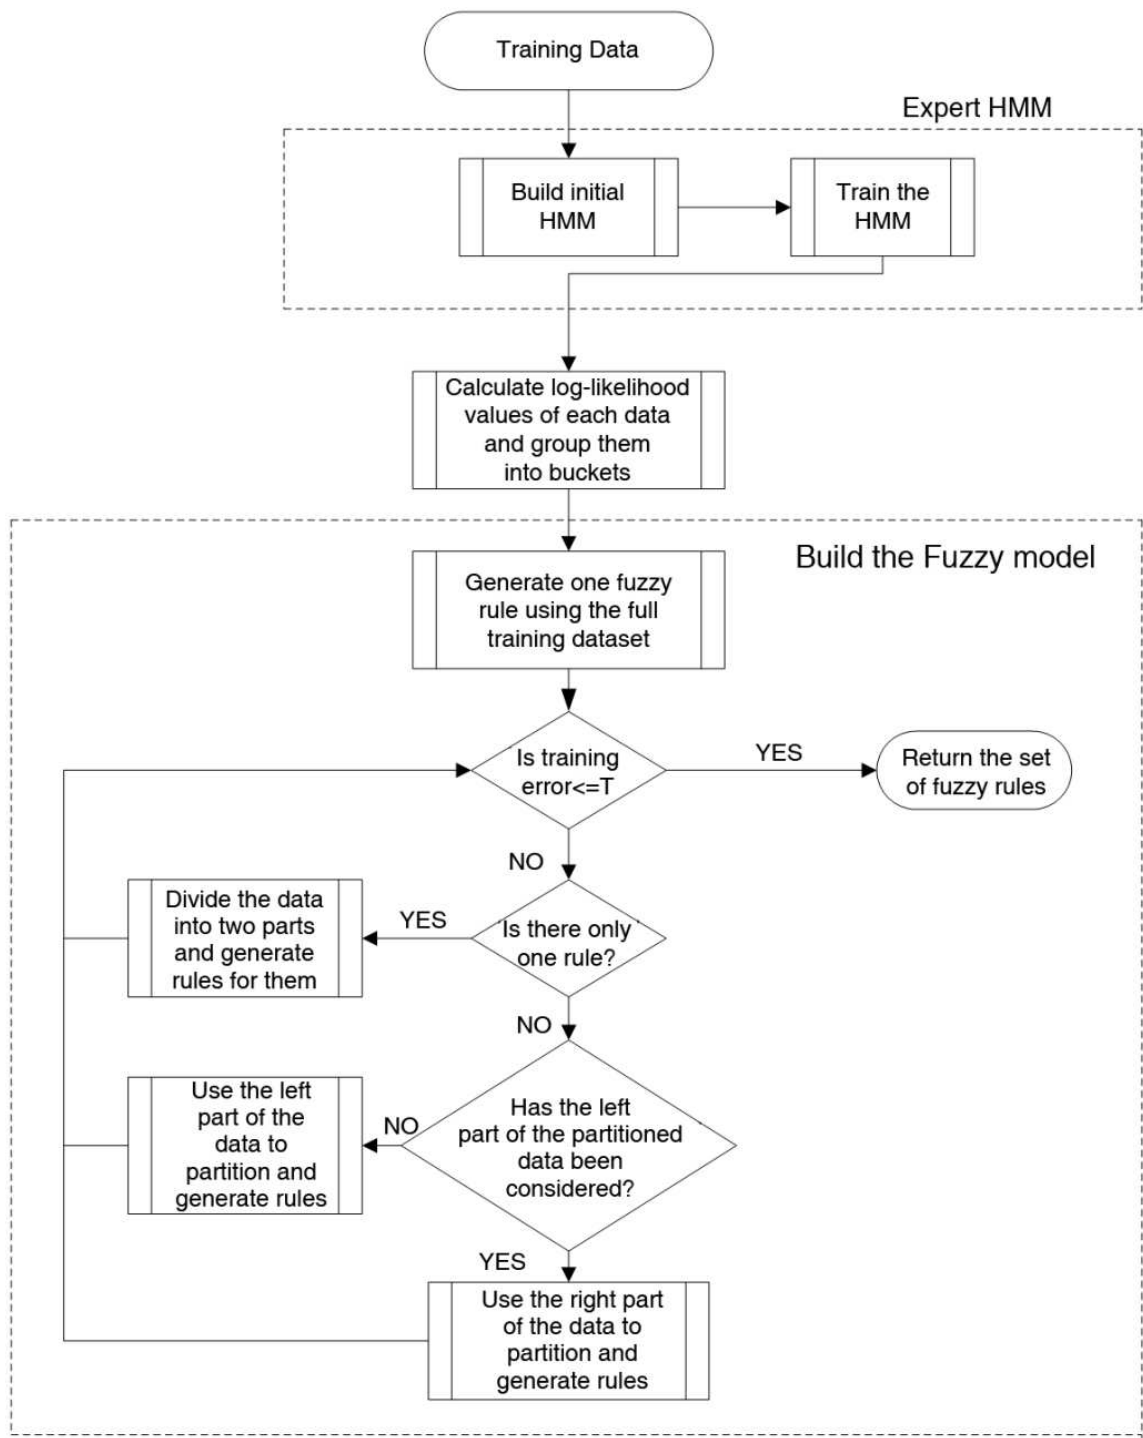 Training Data
Expert HMM
Build initial
HMM
Train the
HMM
Calculate log-likelihood
values of each data
and group them
into buckets
Build the Fuzzy model
Generate one fuzzy
rule using the full
training dataset
Is training
error<=T
YES
Return the set
of fuzzy rules
NO
Is there only
one rule?
YES
Divide the data
into two parts
and generate
rules for them
NO
Has the left
part of the partitioned
data been
considered?
NO
Use the left
part of the
data to
partition and
generate rules
YES
Use the right part
of the data to
partition and
generate rules